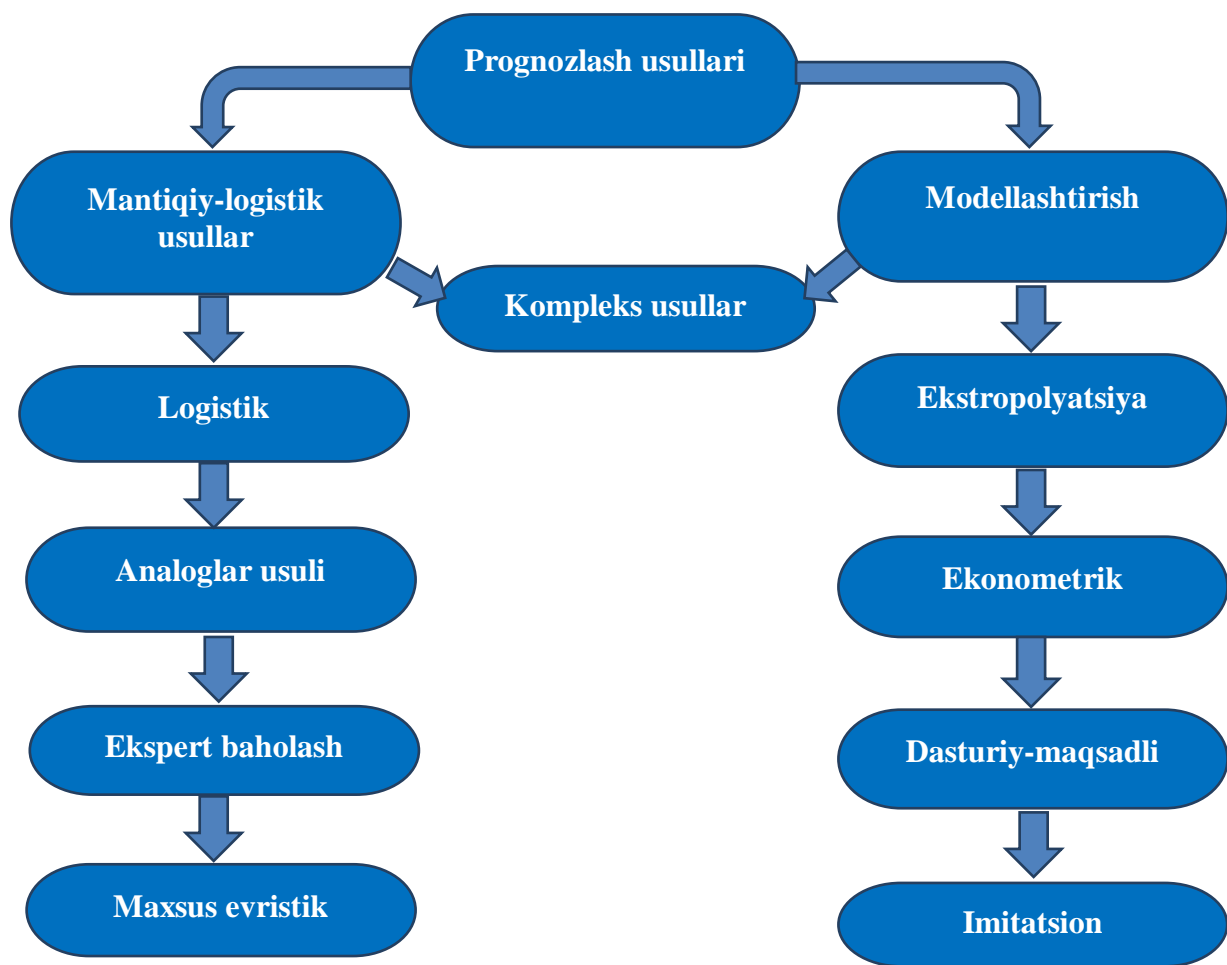 Prognozlash usullari
Mantiqiy-logistik
usullar
Modellashtirish
Kompleks usullar
Logistik
Ekstropolyatsiya
Analoglar usuli
Ekonometrik
Ekspert baholash
Dasturiy-maqsadli
Maxsus evristik
Imitatsion